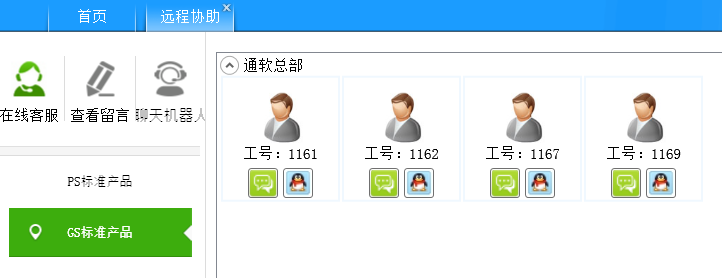 首页 远程协助
在线客服 查看留言 聊天机器人
PS标准产品
GS标准产品
通软总部
工号：1161 工号：1162 工号：1167 工号：1169